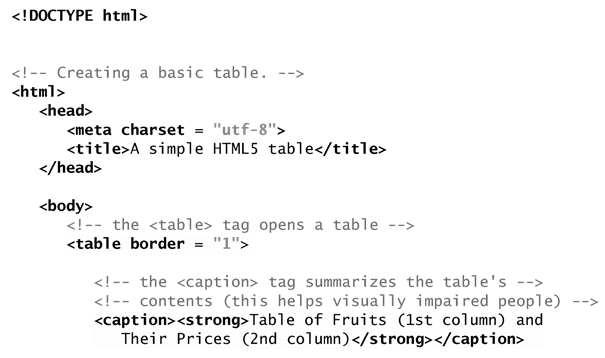 <!DOCTYPE html>
<!-- Creating a basic table. -->
<html>
<head>
<meta charset = "utf-8">
<title>A simple HTML5 table</title>
</head>
<body>
<!-- the <table> tag opens a table -->
<table border = "1">
<!-- the <caption> tag summarizes the table's -->
<!-- contents (this helps visually impaired people) -->
<caption><strong>Table of Fruits (1st column) and
Their Prices (2nd column)</strong></caption>